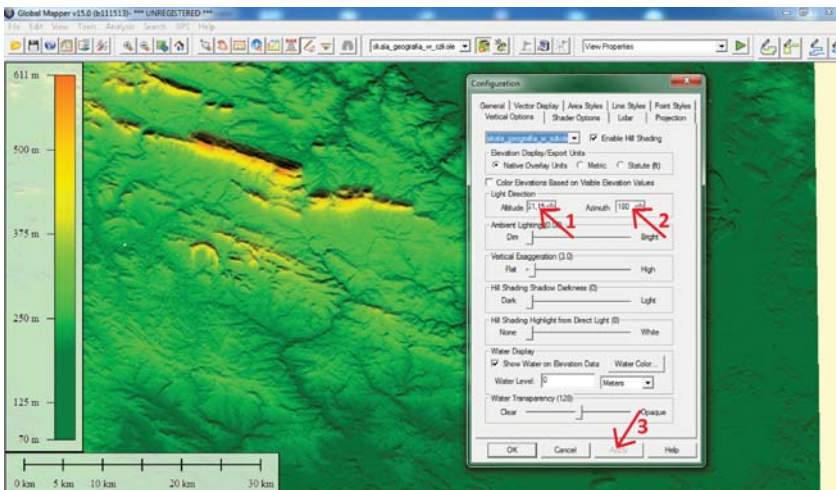 Global Mapper v15.0 (b111513)- *** UNREGISTERED ***
File Edit View Tools Analysis Search GPS Help
skala_geografia_w_szkole View Properties
611 m
500 m
375 m
250 m
125 m
70 m
0 km 5 km 10 km 20 km 30 km
Configuration
General Vector Display Area Styles Line Styles Point Styles
Vertical Options Shader Options Lidar Projection
Enable Hill Shading
Elevation Display/Export Units
Native Overlay Units Metric Statute (ft)
Color Elevations Based on Visible Elevation Values
Light Direction
Altitude Azimuth 180
1 2
Ambient Lighting
Dim Bright
Vertical Exaggeration (3.0)
Flat High
Hill Shading Shadow Darkness (0)
Dark Light
Hill Shading Highlight from Direct Light (0)
None White
Water Display
Show Water on Elevation Data Water Color...
Water Level: 0 Meters
Water Transparency (128)
Clear Opaque
3
OK Cancel Apply Help